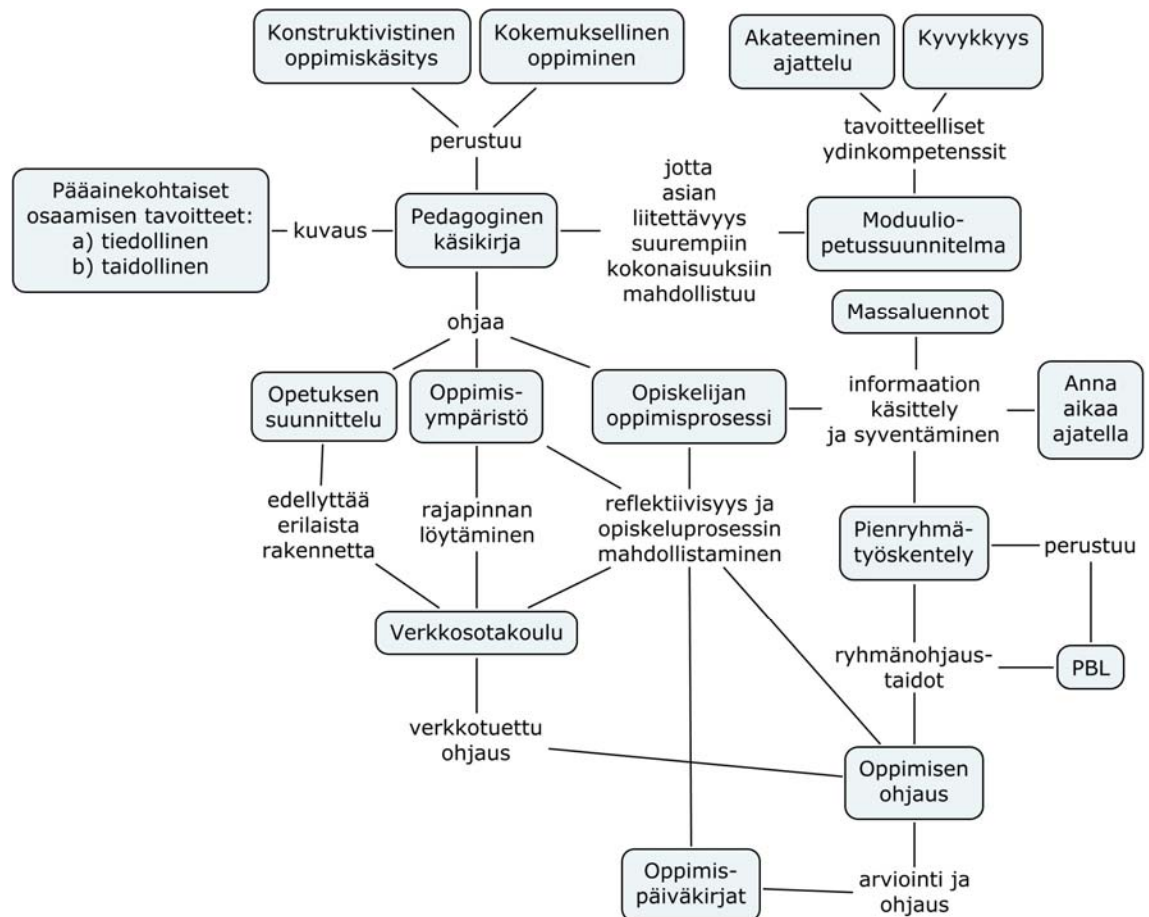 Konstruktivistinen
oppimiskäsitys
Kokemuksellinen
oppiminen
Akateeminen
ajattelu
Kyvykkyys
perustuu
tavoitteelliset
ydinkompetenssit
Pääainekohtaiset
osaamisen tavoitteet:
a) tiedollinen
b) taidollinen
kuvaus
Pedagoginen
käsikirja
jotta
asian
liitettävyys
suurempiin
kokonaisuuksiin
mahdollistuu
Moduulio-
petussuunnitelma
ohjaa
Massaluennot
Opetuksen
suunnittelu
Oppimis-
ympäristö
Opiskelijan
oppimisprosessi
informaation
käsittely
ja syventäminen
Anna
aikaa
ajatella
edellyttää
erilaista
rakennetta
rajapinnan
löytäminen
reflektiivisyys ja
opiskeluprosessin
mahdollistaminen
Pienryhmä-
työskentely
perustuu
Verkkosotakoulu
ryhmänohjaus-
taidot
PBL
verkkotuettu
ohjaus
Oppimisen
ohjaus
Oppimis-
päiväkirjat
arviointi ja
ohjaus